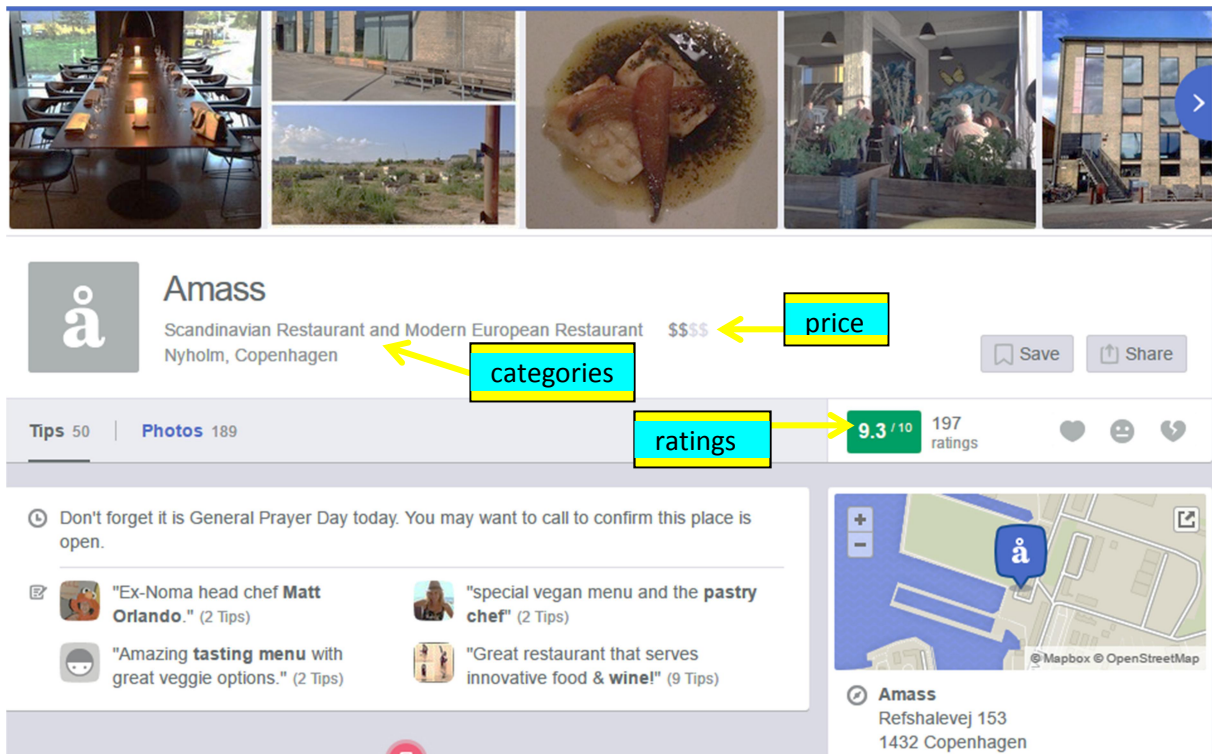 å
Amass
Scandinavian Restaurant and Modern European Restaurant $$$$
price
Nyholm, Copenhagen
categories
Save
Share
Tips 50
Photos 189
ratings
9.3 / 10
197
ratings
Don't forget it is General Prayer Day today. You may want to call to confirm this place is
open.
"Ex-Noma head chef Matt
Orlando." (2 Tips)
"special vegan menu and the pastry
chef" (2 Tips)
"Amazing tasting menu with
great veggie options." (2 Tips)
"Great restaurant that serves
innovative food & wine!" (9 Tips)
+
−
å
© Mapbox © OpenStreetMap
Amass
Refshalevej 153
1432 Copenhagen